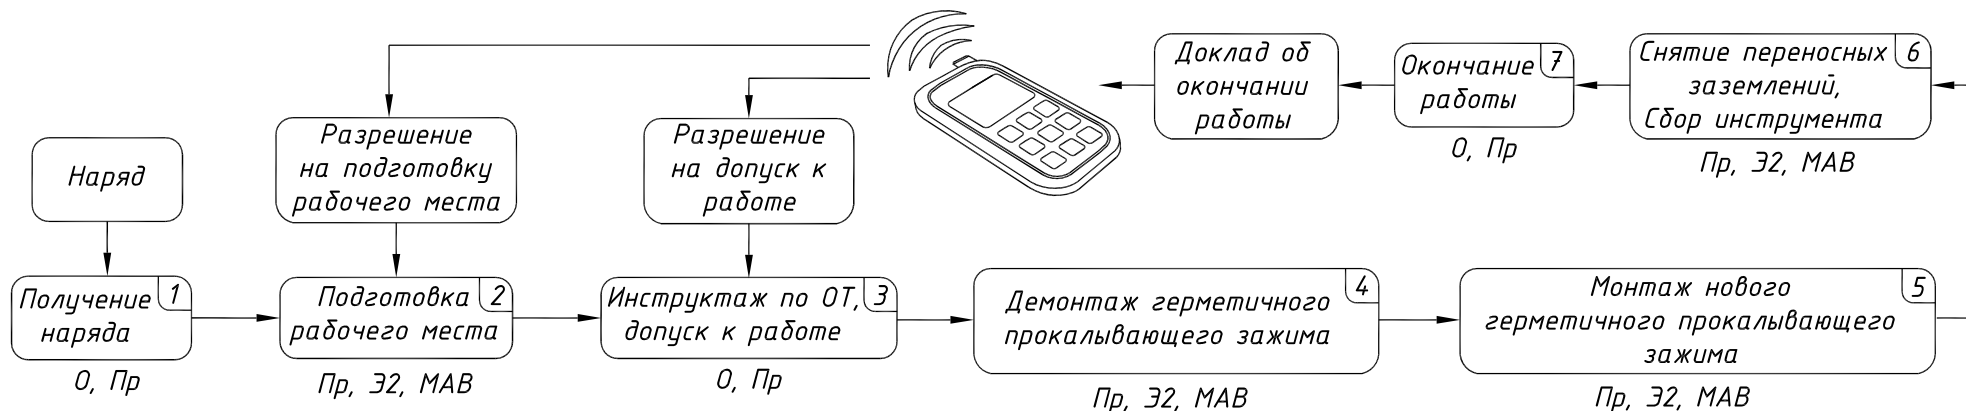 Наряд
Получение
наряда
1
О, Пр
Разрешение
на подготовку
рабочего места
Подготовка
рабочего места
2
Пр, Э2, МАВ
Разрешение
на допуск к
работе
Инструктаж по ОТ,
допуск к работе
3
О, Пр
Демонтаж герметичного
прокалывающего зажима
4
Пр, Э2, МАВ
Монтаж нового
герметичного прокалывающего
зажима
5
Пр, Э2, МАВ
Снятие переносных
заземлений,
Сбор инструмента
6
Пр, Э2, МАВ
Окончание
работы
7
О, Пр
Доклад об
окончании
работы